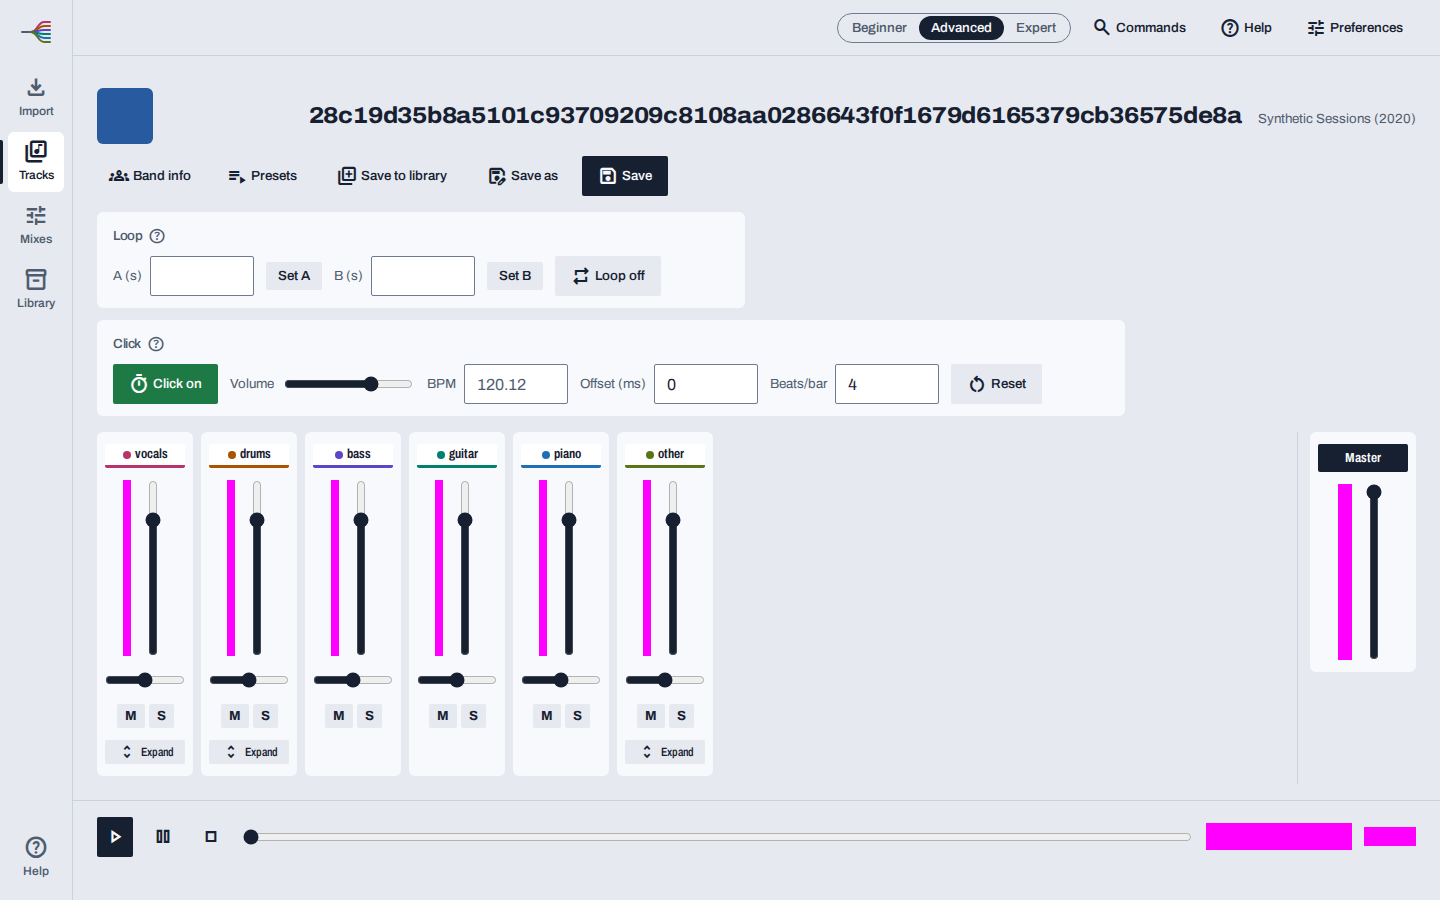 Beginner Advanced Expert Commands Help Preferences
Import
Tracks
Mixes
Library
Help
28c19d35b8a5101c93709209c8108aa0286643f0f1679d6165379cb36575de8a Synthetic Sessions (2020)
Band info Presets Save to library Save as Save
Loop
A (s) Set A B (s) Set B Loop off
Click
Click on Volume BPM 120.12 Offset (ms) 0 Beats/bar 4 Reset
vocals drums bass guitar piano other Master
M S M S M S M S M S M S
Expand Expand Expand